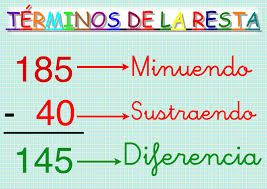 TÉRMINOS DE LA RESTA
185 → Minuendo
- 40 → Sustraendo
145 → Diferencia